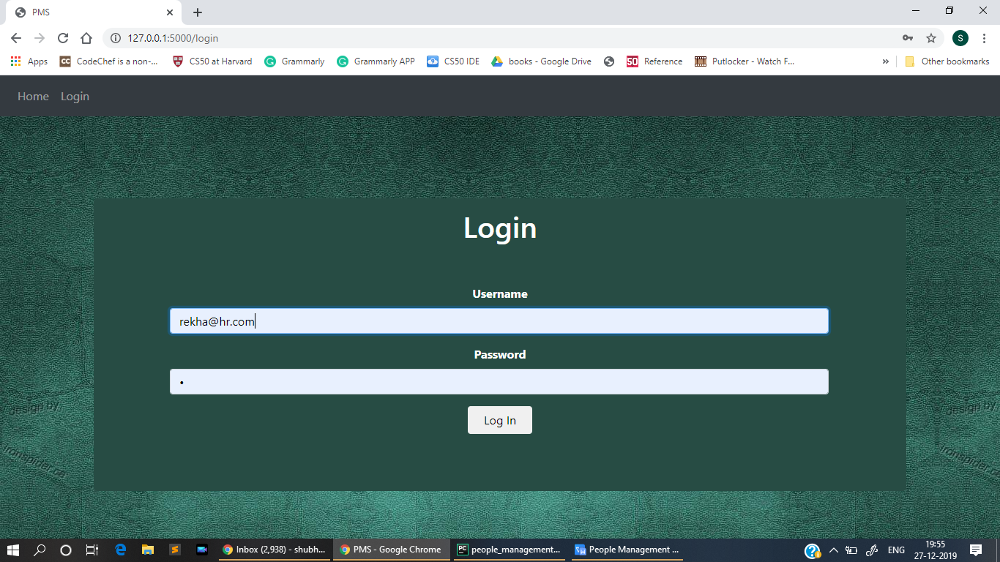 PMS
127.0.0.1:5000/login
S
Apps
CodeChef is a non-...
CS50 at Harvard
Grammarly
Grammarly APP
CS50 IDE
books - Google Drive
Reference
Putlocker - Watch F...
»
Other bookmarks
Home Login
Login
Username
rekha@hr.com
Password
•
Log In
design by
ironspider.ca
design by
ironspider.ca
Inbox (2,938) - shubh...
PMS - Google Chrome
people_management...
People Management ...
ENG
19:55
27-12-2019